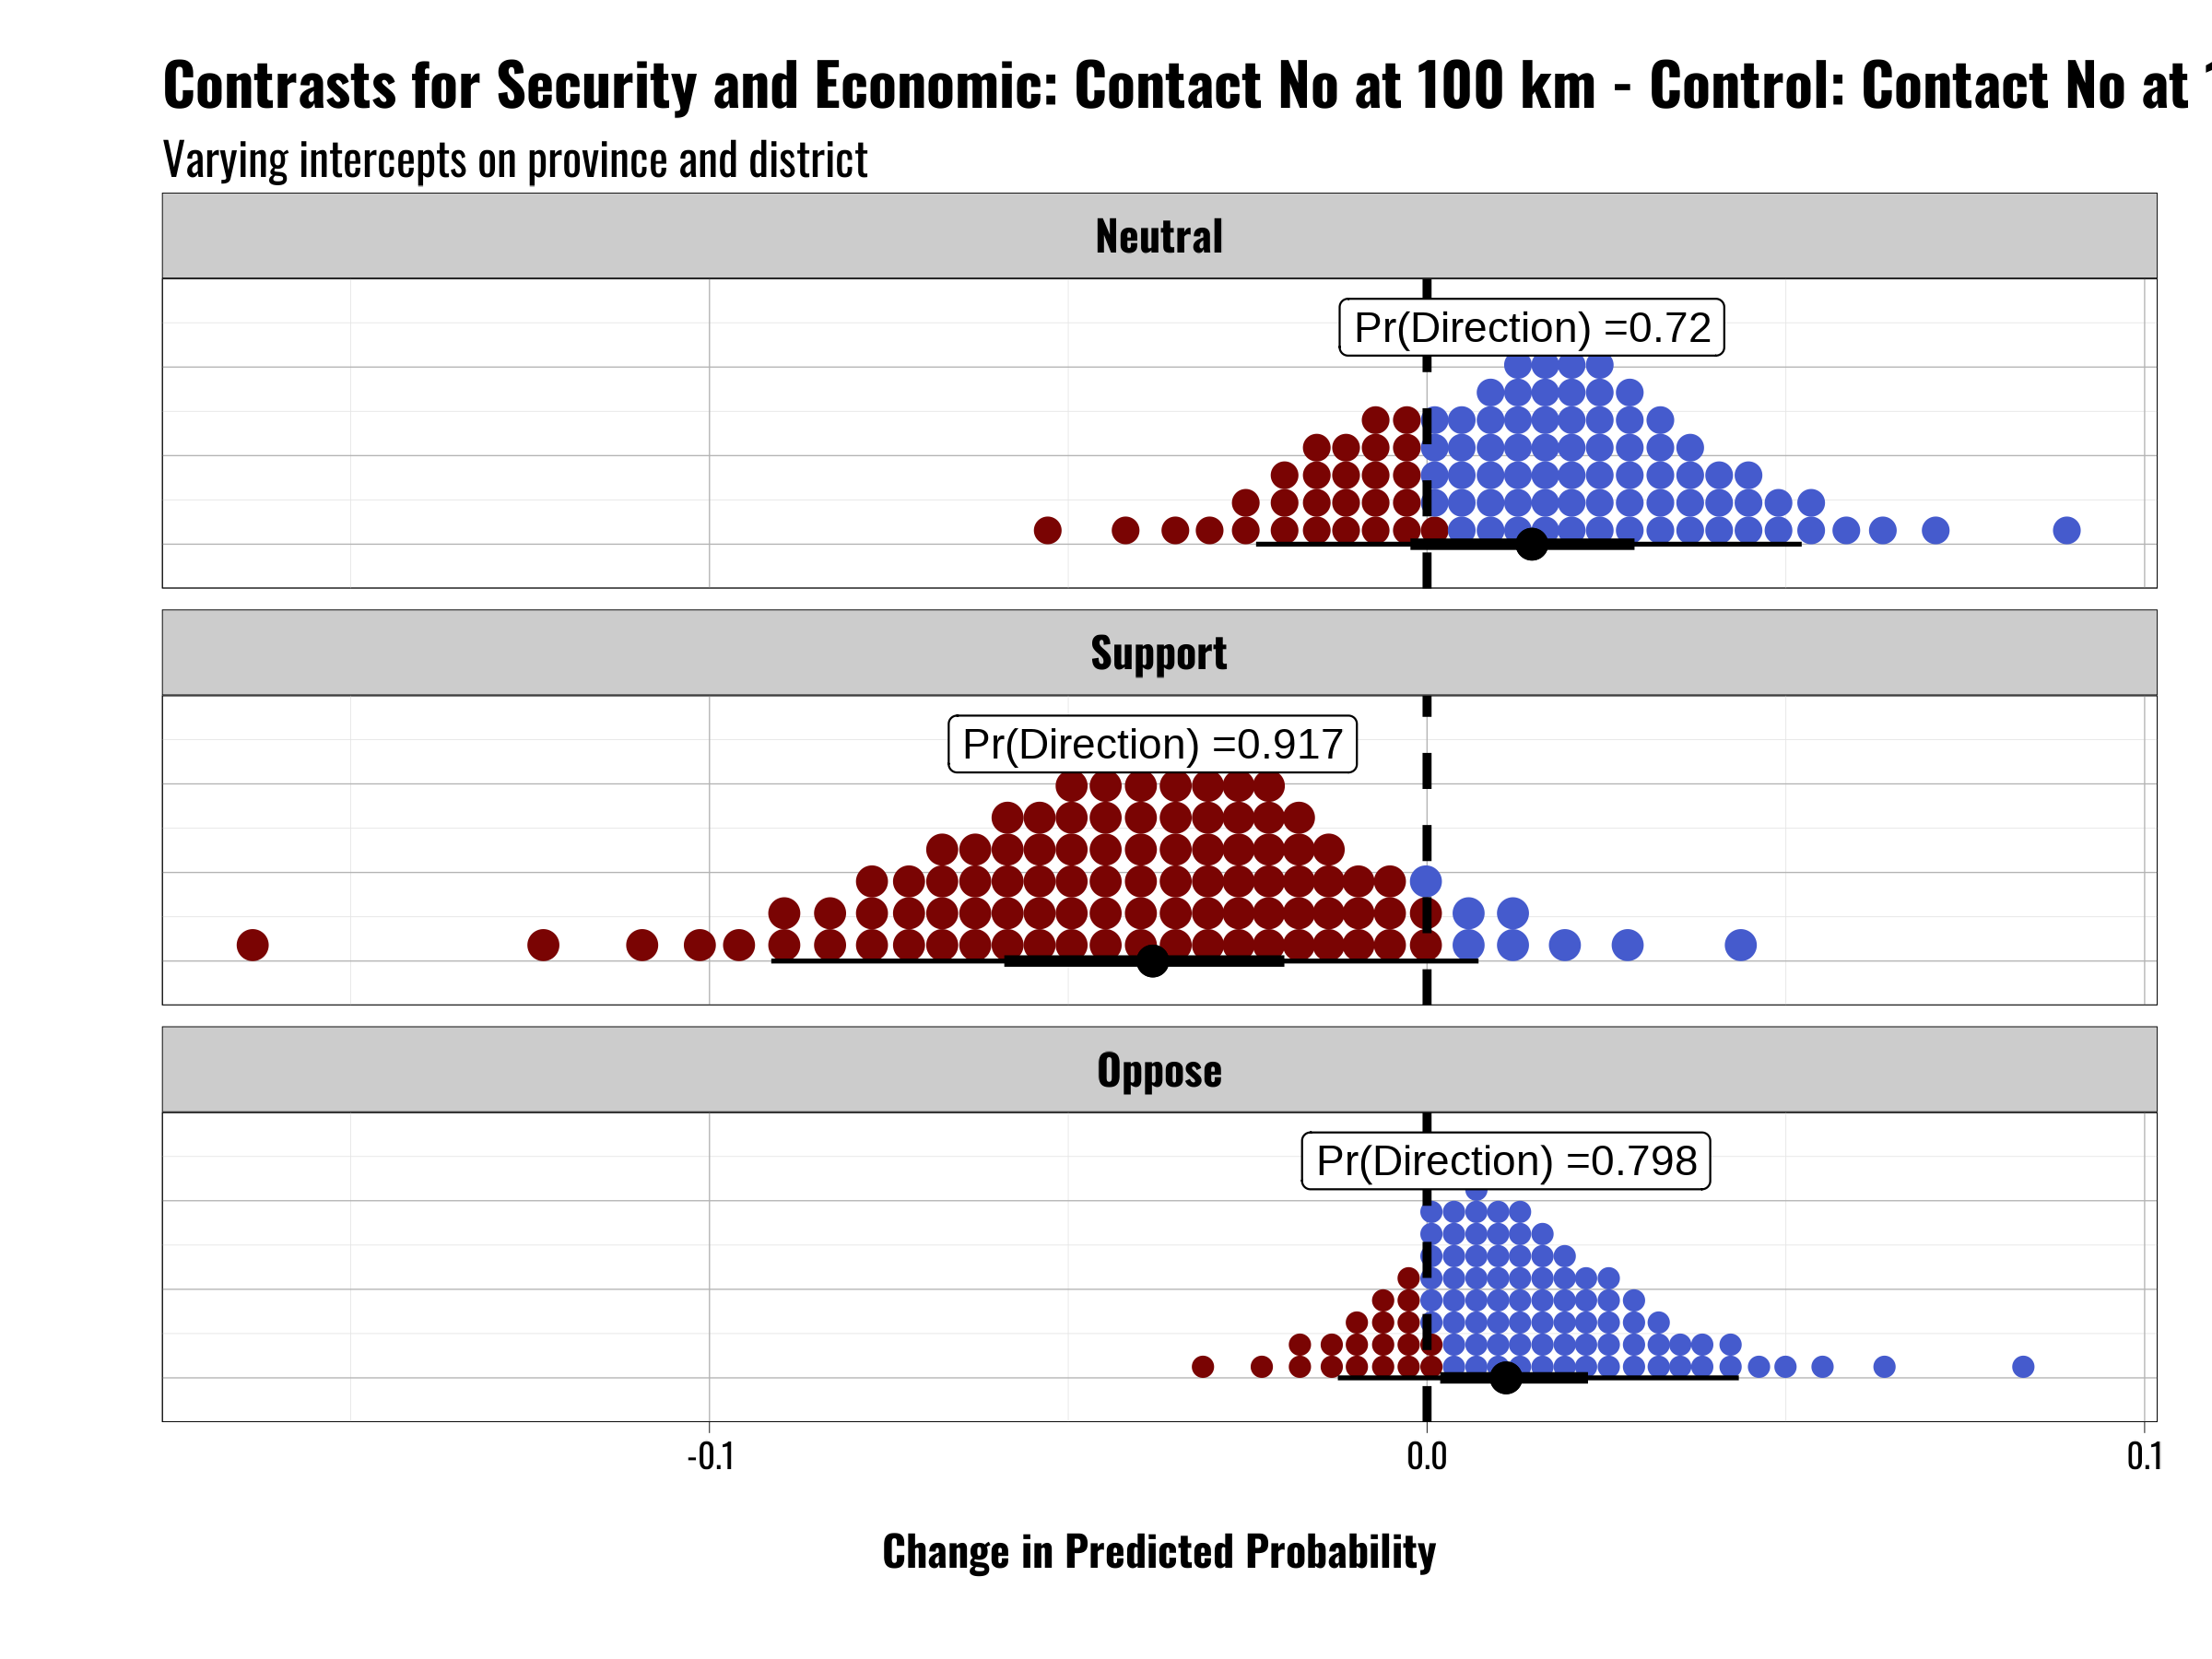 Contrasts for Security and Economic: Contact No at 100 km - Control: Contact No at
Varying intercepts on province and district
Neutral
Pr(Direction) =0.72
Support
Pr(Direction) =0.917
Oppose
Pr(Direction) =0.798
-0.1
0.0
0.1
Change in Predicted Probability